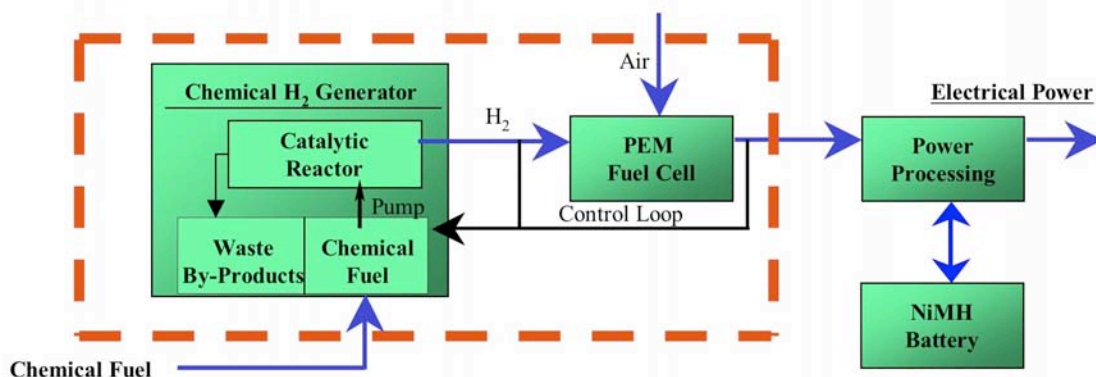 Air
Electrical Power
Chemical H₂ Generator
H₂
Catalytic
Reactor
PEM
Fuel Cell
Power
Processing
Pump
Control Loop
Waste
By-Products
Chemical
Fuel
NiMH
Battery
Chemical Fuel